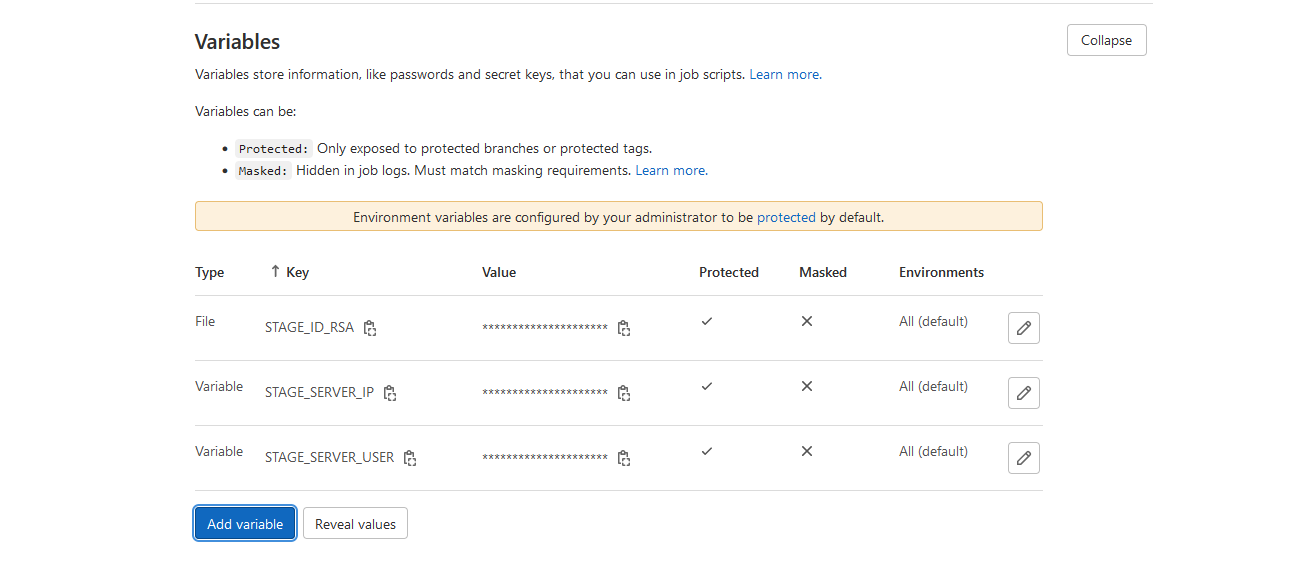 Variables
Collapse
Variables store information, like passwords and secret keys, that you can use in job scripts. Learn more.
Variables can be:
• Protected: Only exposed to protected branches or protected tags.
• Masked: Hidden in job logs. Must match masking requirements. Learn more.
Environment variables are configured by your administrator to be protected by default.
Type ↑ Key Value Protected Masked Environments
File STAGE_ID_RSA ********************* ✓ ✕ All (default)
Variable STAGE_SERVER_IP ********************* ✓ ✕ All (default)
Variable STAGE_SERVER_USER ********************* ✓ ✕ All (default)
Add variable Reveal values